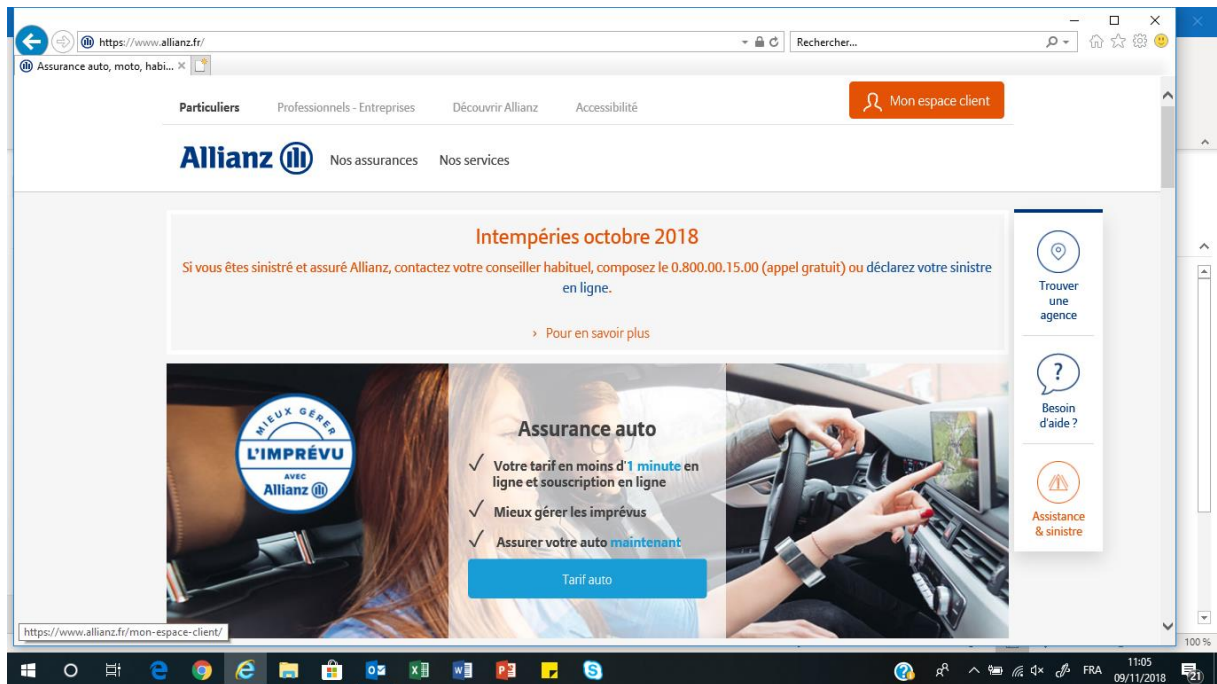 https://www.allianz.fr/
Rechercher...
Assurance auto, moto, habi...
Particuliers Professionnels - Entreprises Découvrir Allianz Accessibilité
Mon espace client
Allianz Nos assurances Nos services
Intempéries octobre 2018
Si vous êtes sinistré et assuré Allianz, contactez votre conseiller habituel, composez le 0.800.00.15.00 (appel gratuit) ou déclarez votre sinistre
en ligne.
› Pour en savoir plus
Trouver
une
agence
?
Besoin
d'aide ?
Assistance
& sinistre
MIEUX GÉRER
L'IMPRÉVU
AVEC
Allianz
Assurance auto
Votre tarif en moins d'1 minute en
ligne et souscription en ligne
Mieux gérer les imprévus
Assurer votre auto maintenant
Tarif auto
https://www.allianz.fr/mon-espace-client/
100 %
FRA
11:05
09/11/2018
21